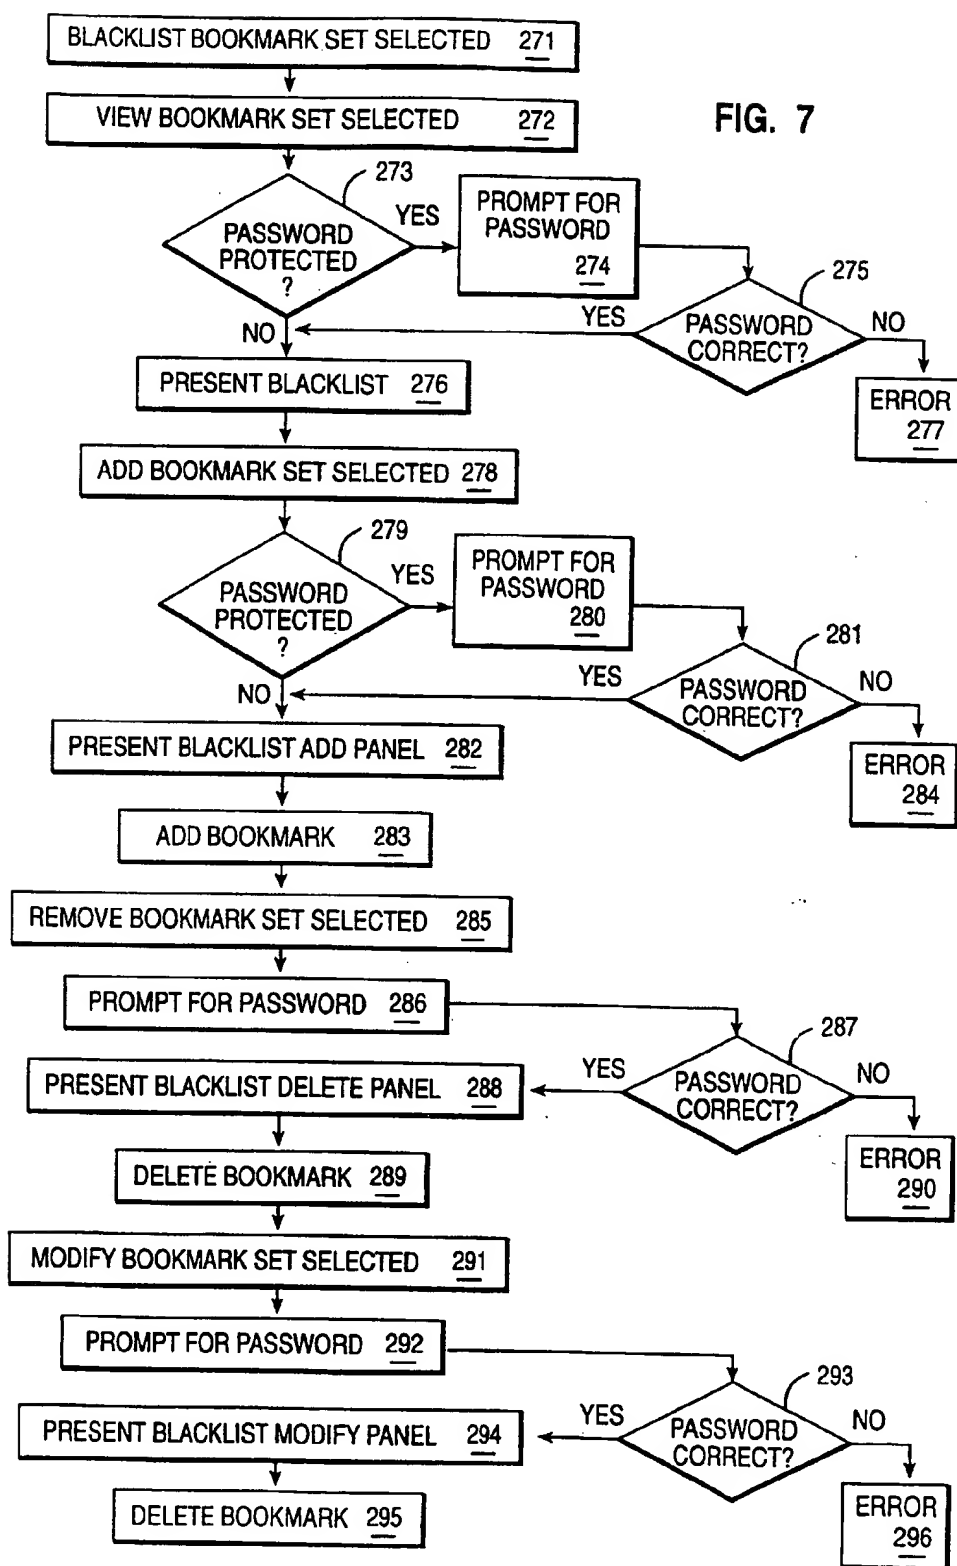 BLACKLIST BOOKMARK SET SELECTED 271
VIEW BOOKMARK SET SELECTED 272
FIG. 7
273
PASSWORD
PROTECTED
?
YES
NO
PROMPT FOR
PASSWORD
274
275
PASSWORD
CORRECT?
YES
NO
ERROR
277
PRESENT BLACKLIST 276
ADD BOOKMARK SET SELECTED 278
279
PASSWORD
PROTECTED
?
YES
NO
PROMPT FOR
PASSWORD
280
281
PASSWORD
CORRECT?
YES
NO
ERROR
284
PRESENT BLACKLIST ADD PANEL 282
ADD BOOKMARK 283
REMOVE BOOKMARK SET SELECTED 285
PROMPT FOR PASSWORD 286
287
PASSWORD
CORRECT?
YES
NO
ERROR
290
PRESENT BLACKLIST DELETE PANEL 288
DELETE BOOKMARK 289
MODIFY BOOKMARK SET SELECTED 291
PROMPT FOR PASSWORD 292
293
PASSWORD
CORRECT?
YES
NO
ERROR
296
PRESENT BLACKLIST MODIFY PANEL 294
DELETE BOOKMARK 295